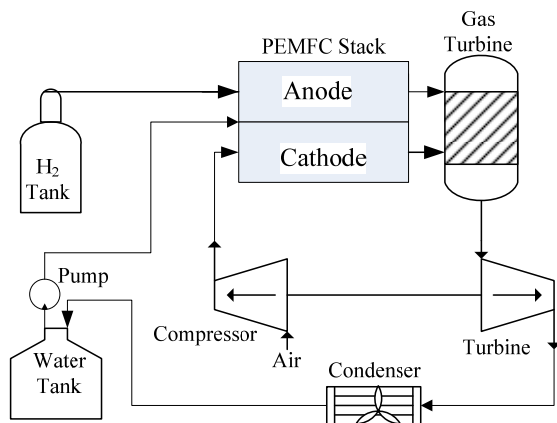 Gas
Turbine
PEMFC Stack
Anode
Cathode
H₂
Tank
Pump
Compressor
Air
Turbine
Water
Tank
Condenser